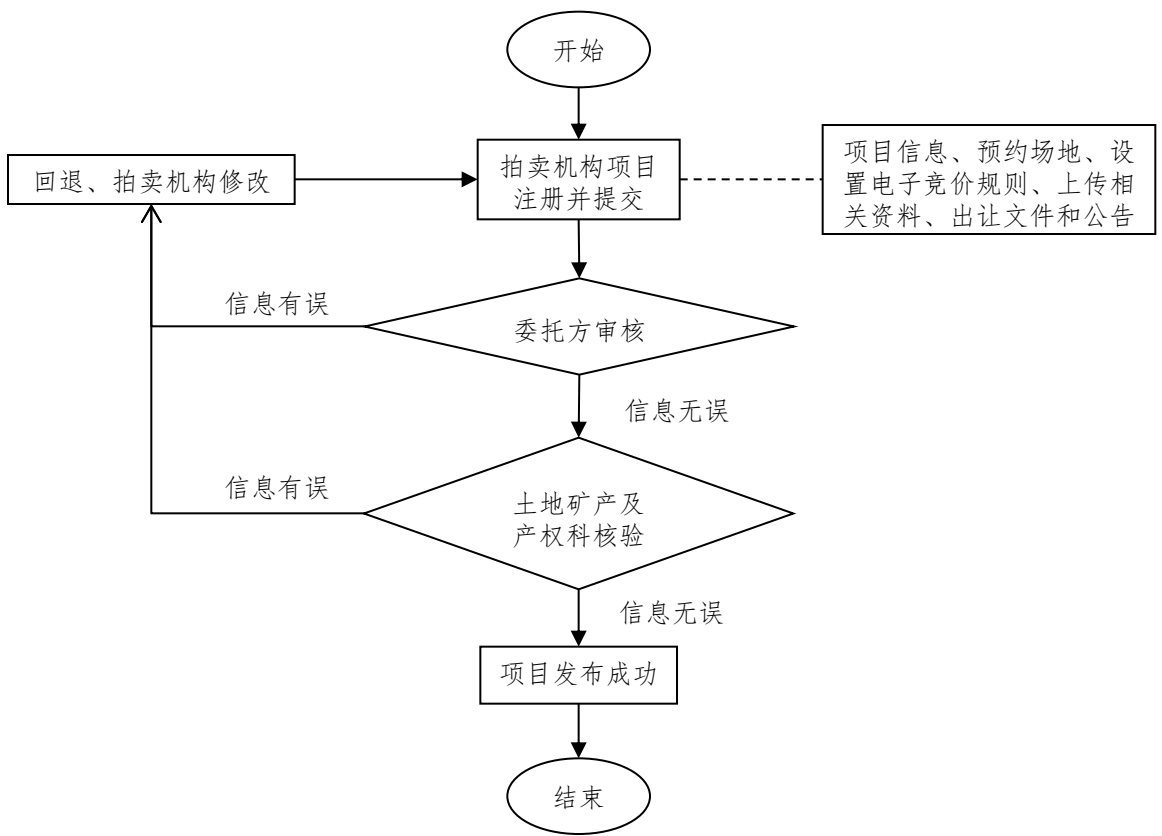 开始
拍卖机构项目
注册并提交
项目信息、预约场地、设
置电子竞价规则、上传相
关资料、出让文件和公告
回退、拍卖机构修改
信息有误
委托方审核
信息无误
信息有误
土地矿产及
产权科核验
信息无误
项目发布成功
结束